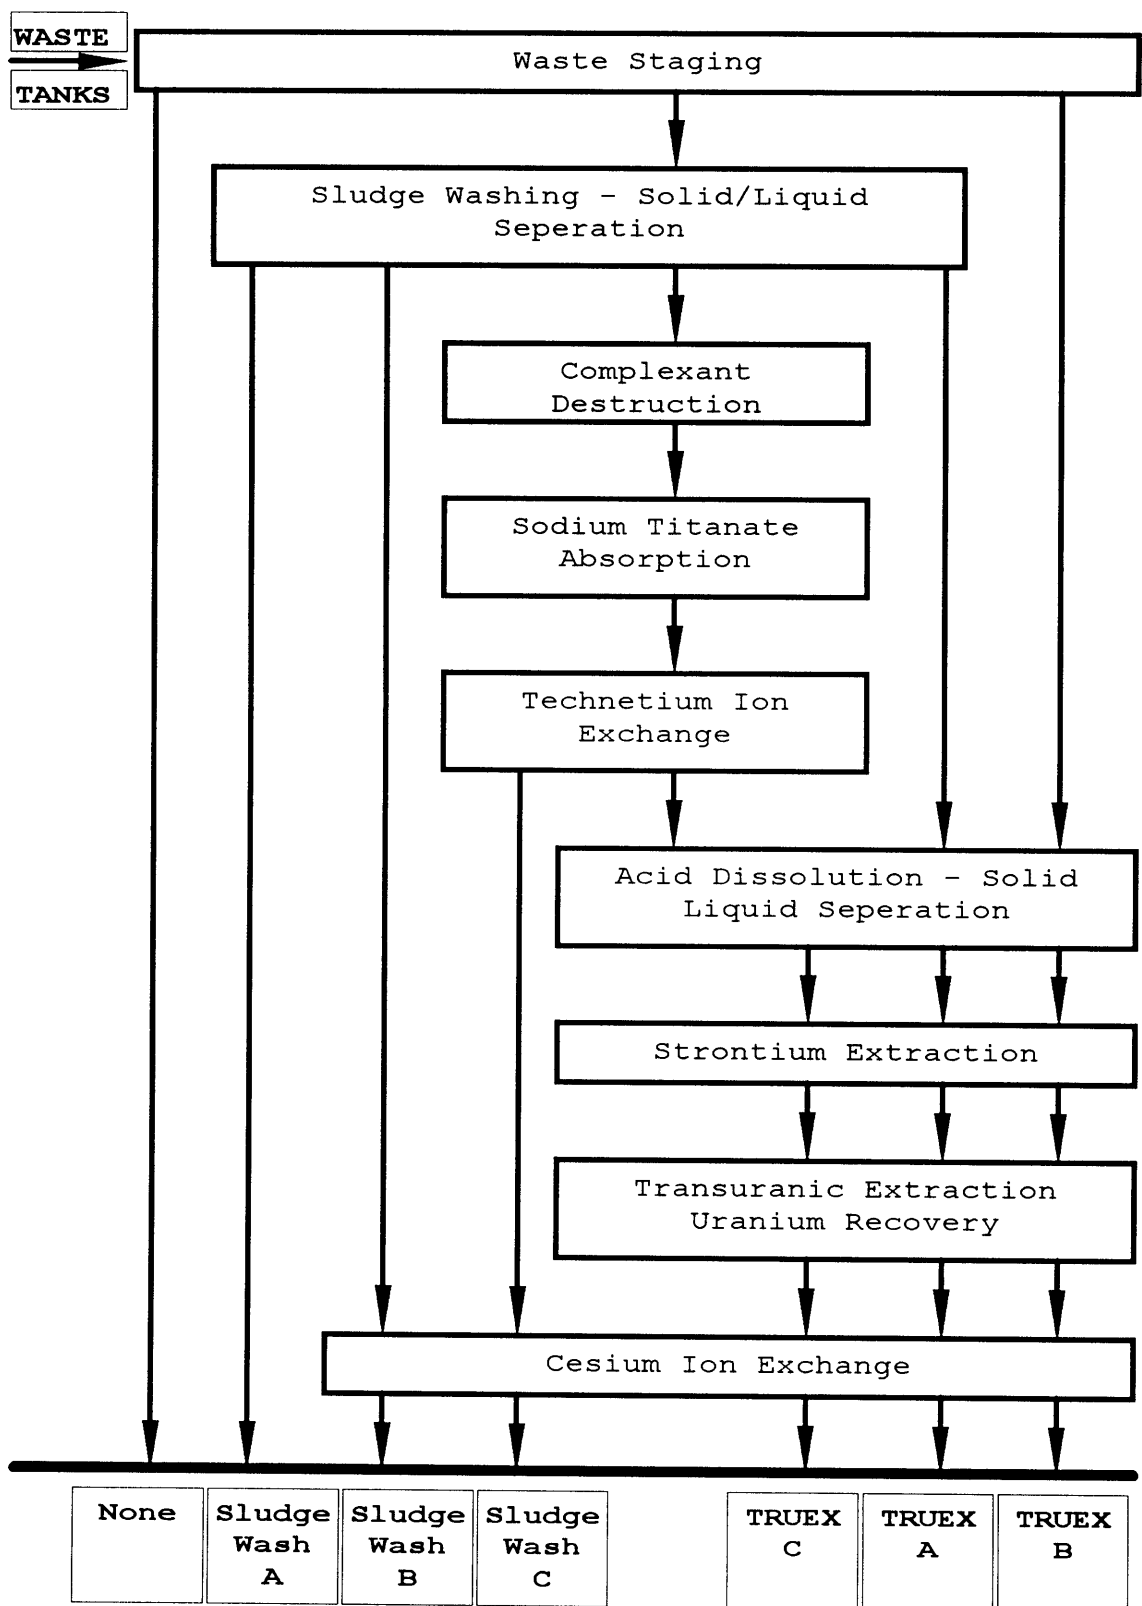 WASTE
TANKS
Waste Staging
Sludge Washing - Solid/Liquid
Seperation
Complexant
Destruction
Sodium Titanate
Absorption
Technetium Ion
Exchange
Acid Dissolution - Solid
Liquid Seperation
Strontium Extraction
Transuranic Extraction
Uranium Recovery
Cesium Ion Exchange
None
Sludge
Wash
A
Sludge
Wash
B
Sludge
Wash
C
TRUEX
C
TRUEX
A
TRUEX
B